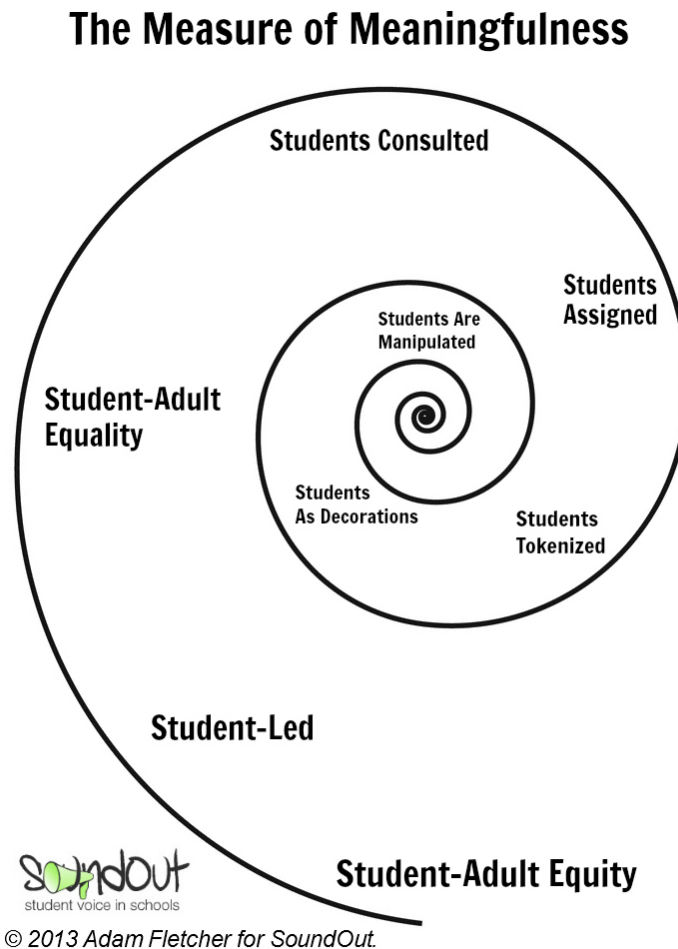 The Measure of Meaningfulness
Students Consulted
Students
Assigned
Students Are
Manipulated
Student-Adult
Equality
Students
As Decorations
Students
Tokenized
Student-Led
Student-Adult Equity
soundout
student voice in schools
© 2013 Adam Fletcher for SoundOut.